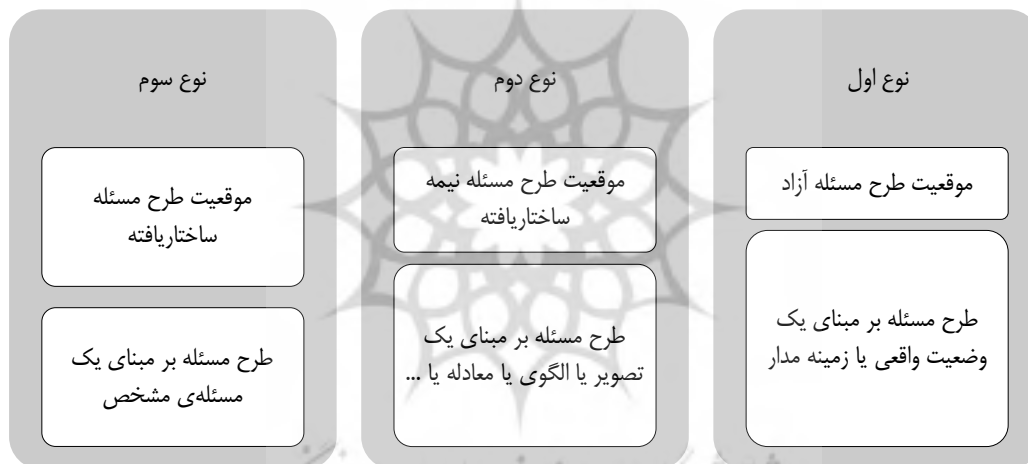 نوع اول
موقعیت طرح مسئله آزاد
طرح مسئله بر مبنای یک
وضعیت واقعی یا زمینه مدار
نوع دوم
موقعیت طرح مسئله نیمه
ساختاریافته
طرح مسئله بر مبنای یک
تصویر یا الگوی یا معادله یا ...
نوع سوم
موقعیت طرح مسئله
ساختاریافته
طرح مسئله بر مبنای یک
مسئله‌ی مشخص